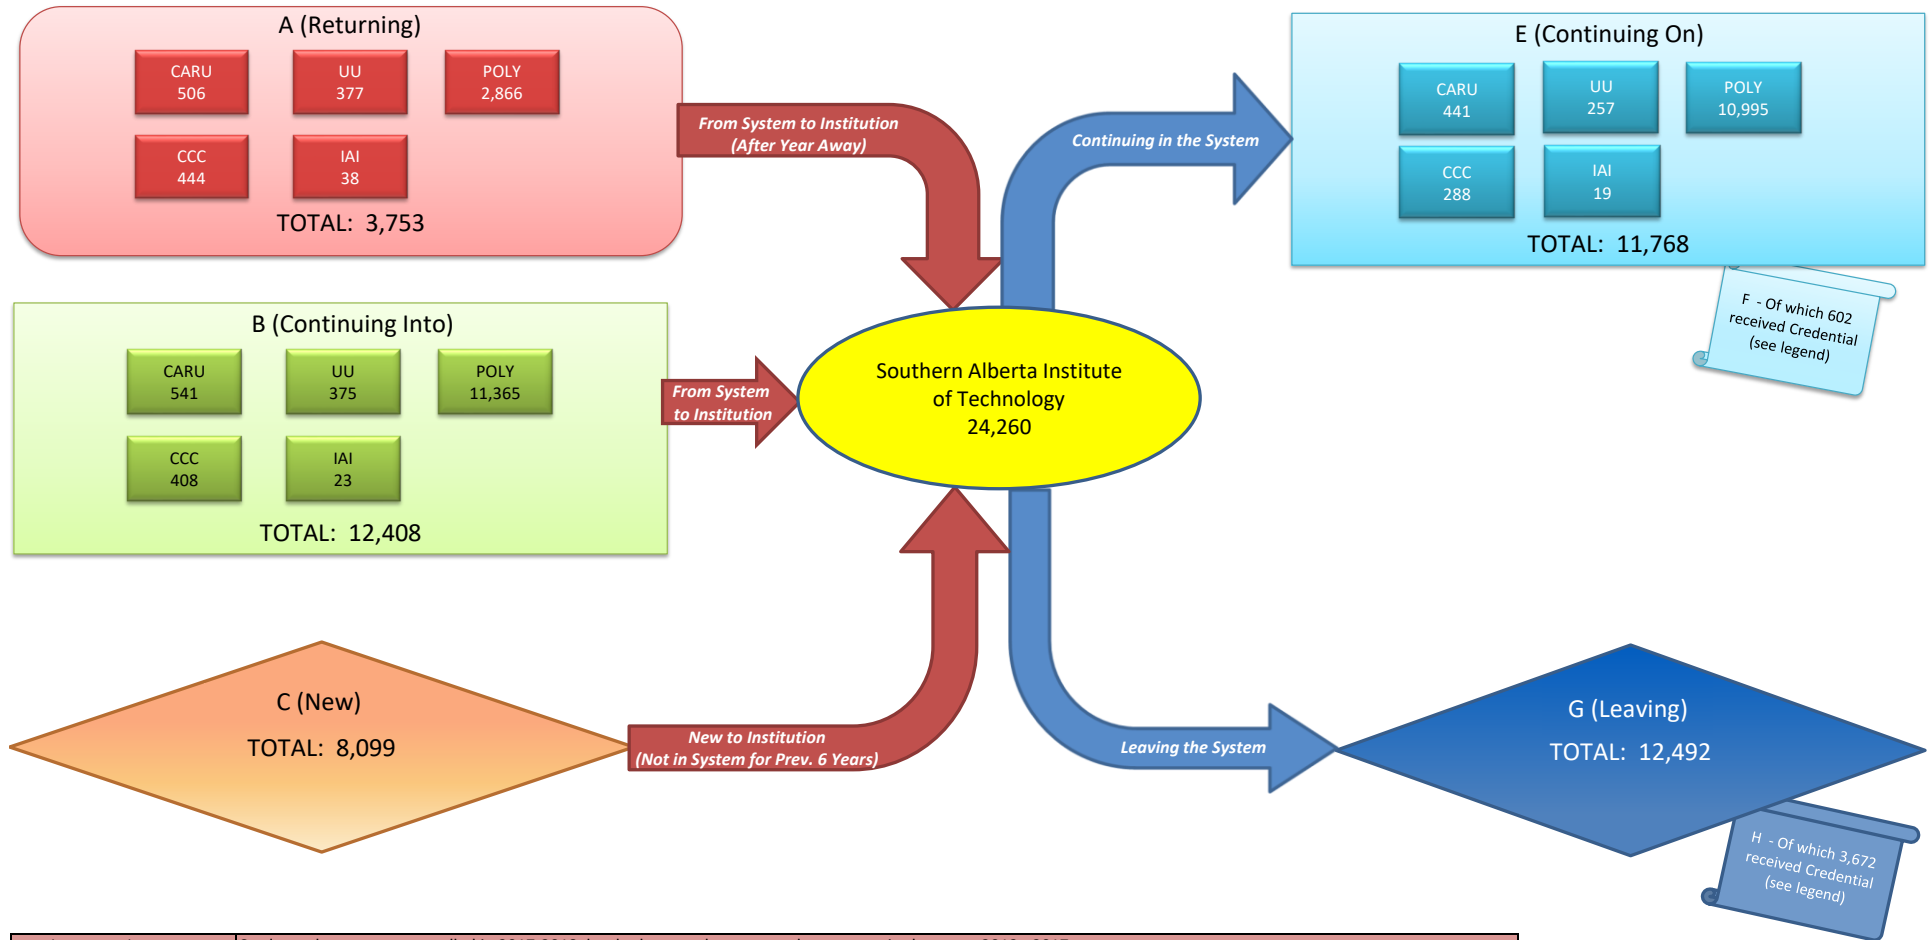 A (Returning)
CARU
506
UU
377
POLY
2,866
CCC
444
IAI
38
TOTAL: 3,753
From System to Institution
(After Year Away)
B (Continuing Into)
CARU
541
UU
375
POLY
11,365
CCC
408
IAI
23
TOTAL: 12,408
From System
to Institution
C (New)
TOTAL: 8,099
New to Institution
(Not in System for Prev. 6 Years)
Southern Alberta Institute
of Technology
24,260
Continuing in the System
E (Continuing On)
CARU
441
UU
257
POLY
10,995
CCC
288
IAI
19
TOTAL: 11,768
F - Of which 602
received Credential
(see legend)
Leaving the System
G (Leaving)
TOTAL: 12,492
H - Of which 3,672
received Credential
(see legend)